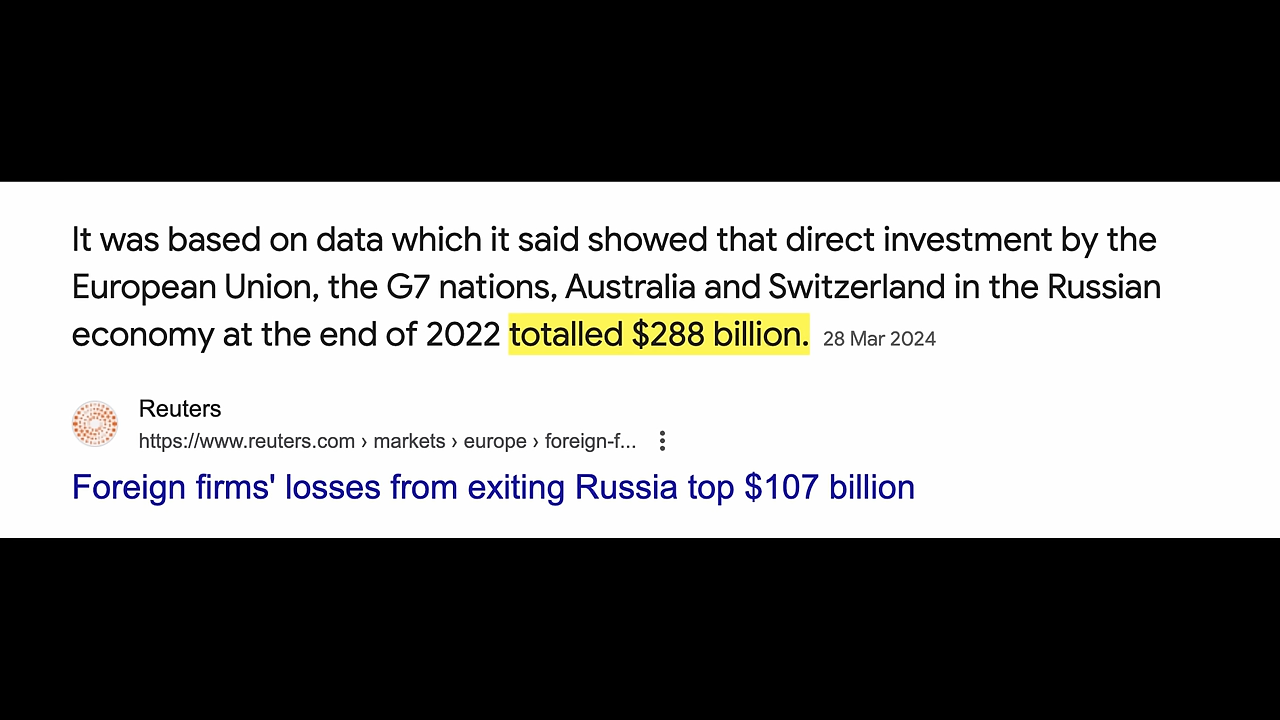 It was based on data which it said showed that direct investment by the
European Union, the G7 nations, Australia and Switzerland in the Russian
economy at the end of 2022 totalled $288 billion. 28 Mar 2024
Reuters
https://www.reuters.com › markets › europe › foreign-f...
Foreign firms' losses from exiting Russia top $107 billion